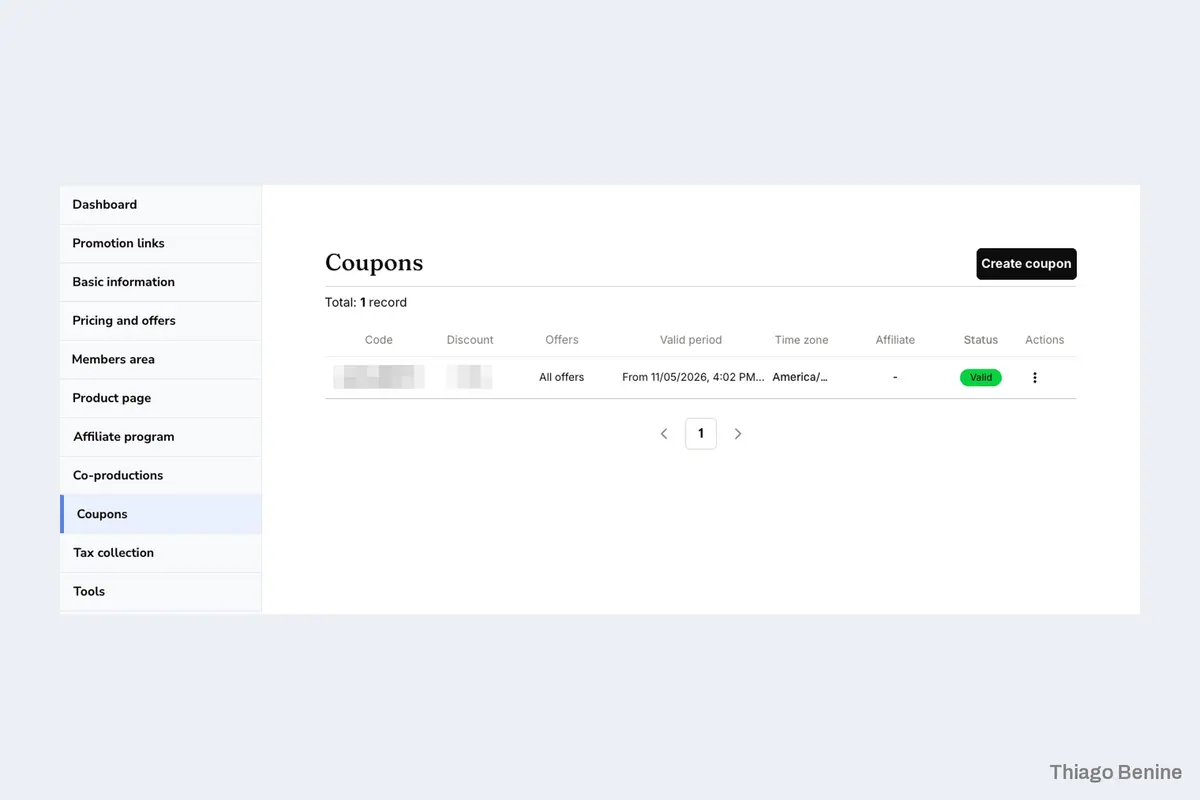 Dashboard
Promotion links
Basic information
Pricing and offers
Members area
Product page
Affiliate program
Co-productions
Coupons
Tax collection
Tools
Coupons
Create coupon
Total: 1 record
Code Discount Offers Valid period Time zone Affiliate Status Actions
All offers From 11/05/2026, 4:02 PM... America/... - Valid
1
Thiago Benine